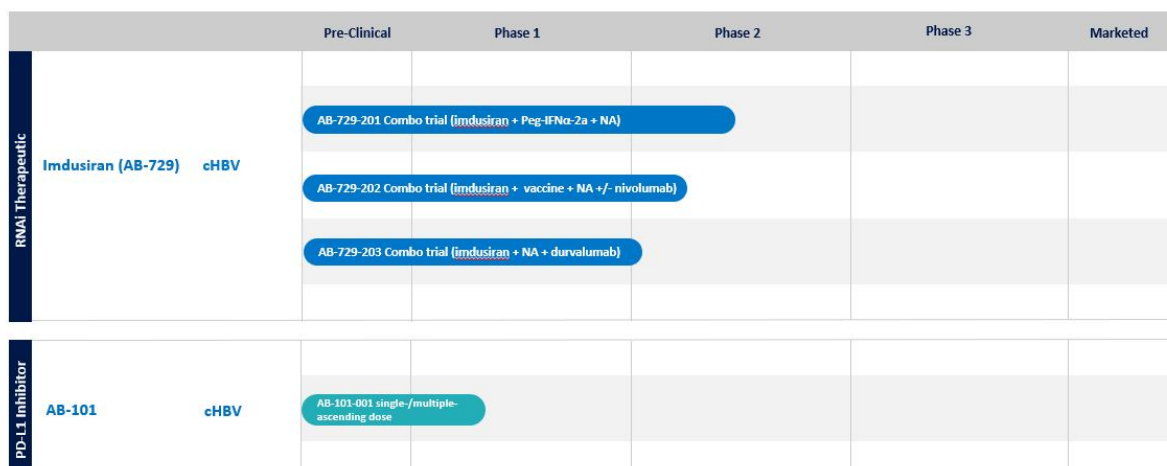 Pre-Clinical Phase 1 Phase 2 Phase 3 Marketed
RNAi Therapeutic
Imdusiran (AB-729) cHBV
AB-729-201 Combo trial (imdusiran + Peg-IFNα-2a + NA)
AB-729-202 Combo trial (imdusiran + vaccine + NA +/- nivolumab)
AB-729-203 Combo trial (imdusiran + NA + durvalumab)
PD-L1 Inhibitor
AB-101 cHBV
AB-101-001 single-/multiple-
ascending dose